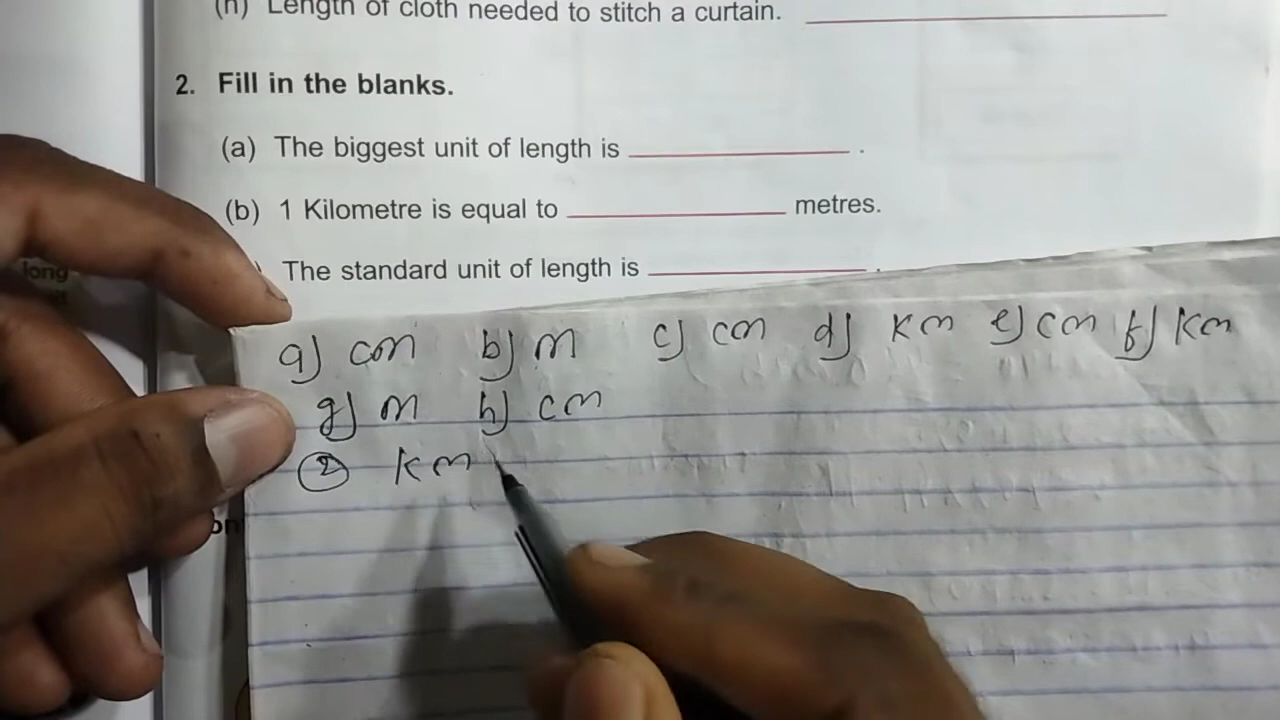 (h) Length of cloth needed to stitch a curtain.
2. Fill in the blanks.
(a) The biggest unit of length is .
(b) 1 Kilometre is equal to metres.
The standard unit of length is .
long
a) cm b) m c) cm d) km e) cm f) km
g) m h) cm
② km
on